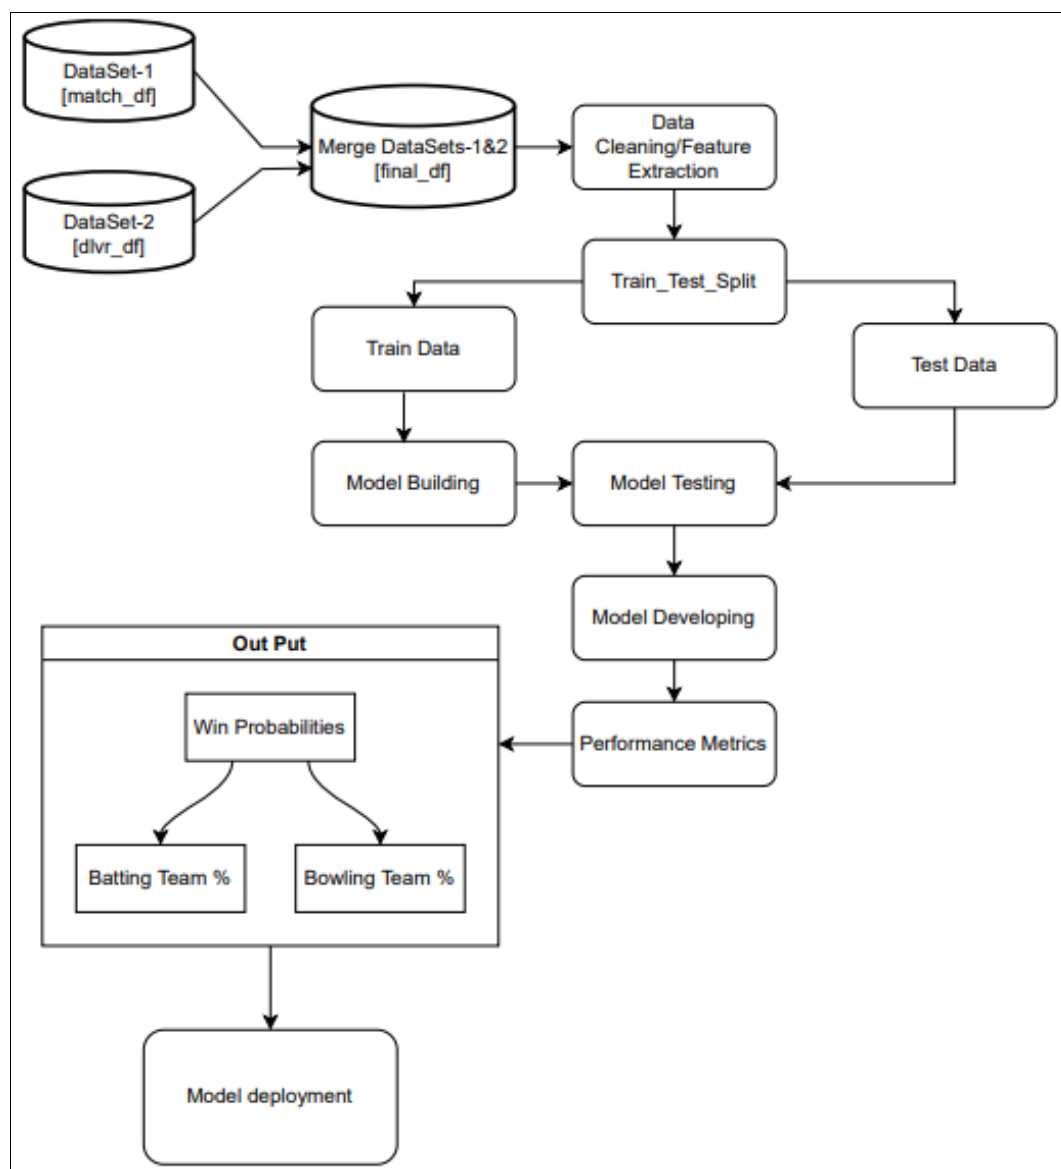 DataSet-1
[match_df]
Merge DataSets-1&2
[final_df]
Data
Cleaning/Feature
Extraction
DataSet-2
[dlvr_df]
Train_Test_Split
Train Data
Test Data
Model Building
Model Testing
Model Developing
Out Put
Win Probabilities
Performance Metrics
Batting Team %
Bowling Team %
Model deployment